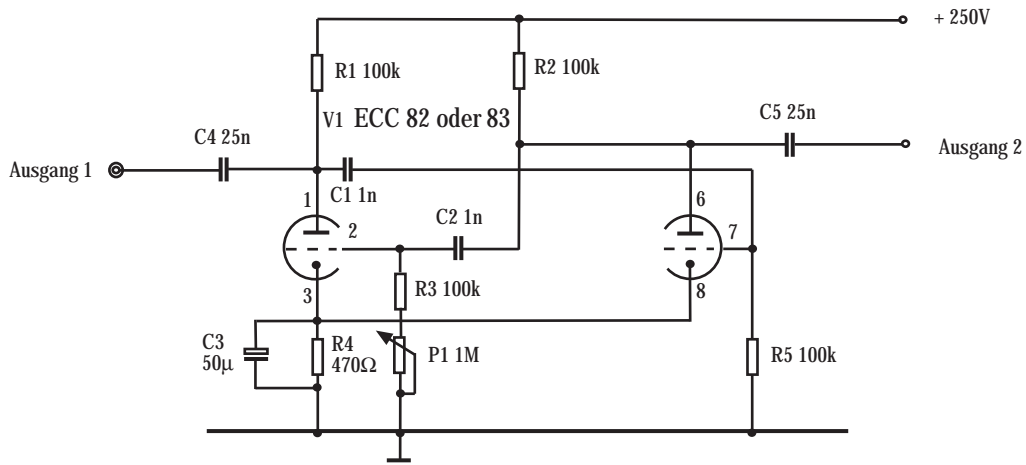 + 250V
R1 100k
R2 100k
V1 ECC 82 oder 83
C4 25n
C5 25n
Ausgang 1
Ausgang 2
C1 1n
1
2
C2 1n
6
7
3
R3 100k
8
C3
50µ
R4
470Ω
P1 1M
R5 100k